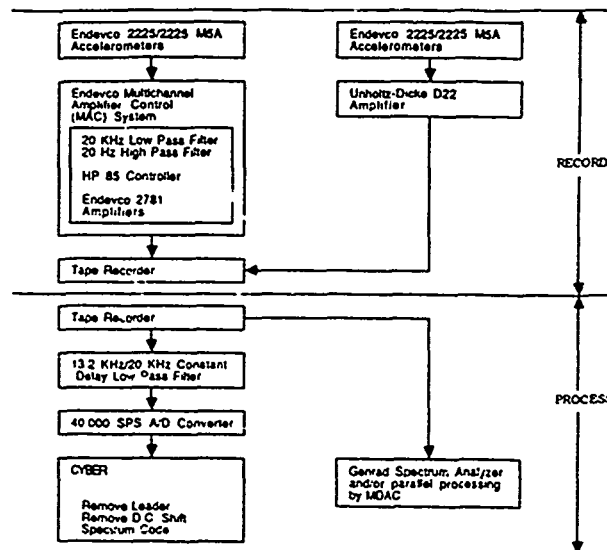 Endevco 2225/2225 M5A
Accelerometers
Endevco 2225/2225 M5A
Accelerometers
Endevco Multichannel
Amplifier Control
(MAC) System
20 KHz Low Pass Filter
20 Hz High Pass Filter
HP 85 Controller
Endevco 2781
Amplifiers
Unholtz-Dicke D22
Amplifier
RECORD
Tape Recorder
Tape Recorder
13.2 KHz/20 KHz Constant
Delay Low Pass Filter
PROCESS
40 000 SPS A/D Converter
CYBER
Remove Leader
Remove D.C. Shift
Spectrum Code
Genrad Spectrum Analyzer
and/or parallel processing
by MDAC